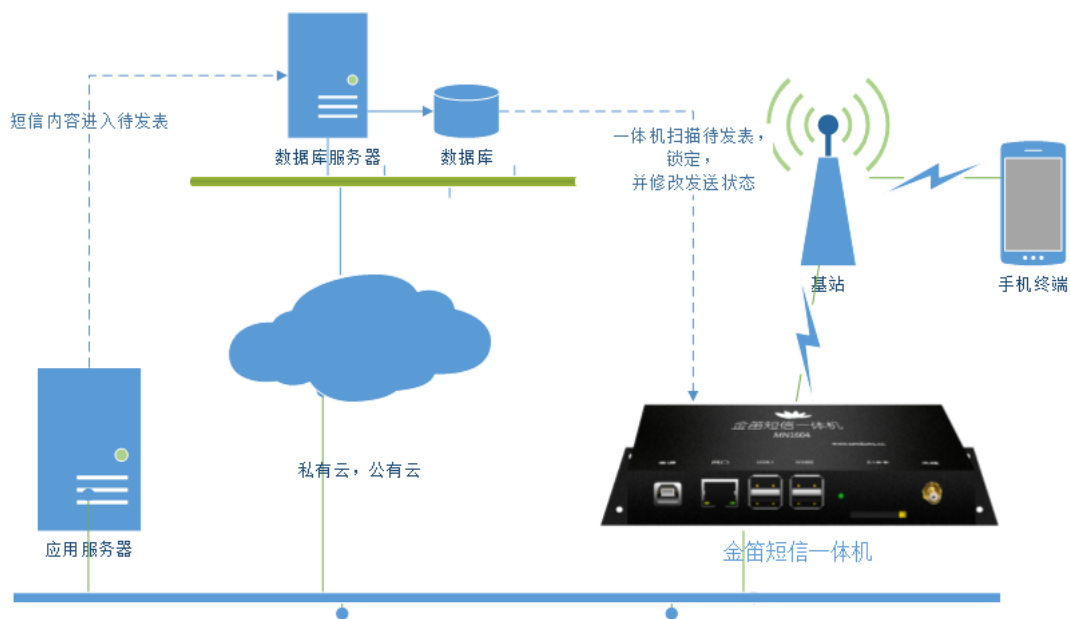 短信内容进入待发表
数据库服务器
数据库
一体机扫描待发表，
锁定，
并修改发送状态
基站
手机终端
私有云，公有云
应用服务器
金笛短信一体机
MN1604
网口
金笛短信一体机